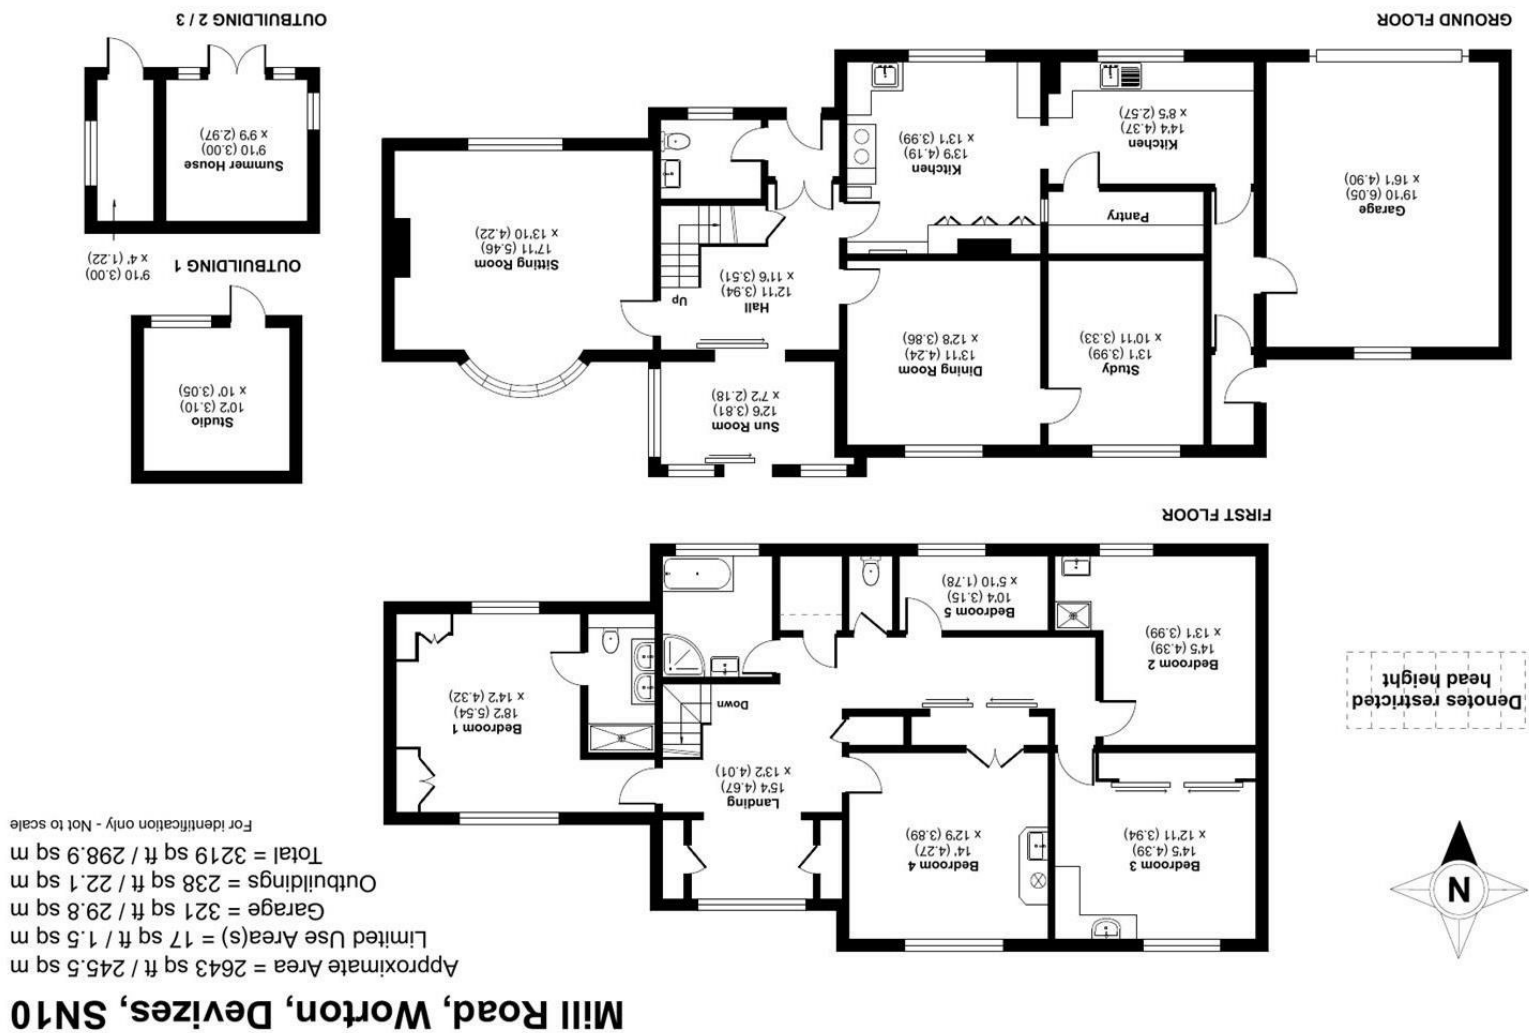 Mill Road, Worton, Devizes, SN10
Approximate Area = 2643 sq ft / 245.5 sq m
Limited Use Area(s) = 17 sq ft / 1.5 sq m
Garage = 321 sq ft / 29.8 sq m
Outbuildings = 238 sq ft / 22.1 sq m
Total = 3219 sq ft / 298.9 sq m
For identification only - Not to scale
N
Denotes restricted
head height
Bedroom 3
14'5 (4.39)
x 12'11 (3.94)
Bedroom 4
14' (4.27)
x 12'9 (3.89)
Landing
15'4 (4.67)
x 13'2 (4.01)
Down
Bedroom 1
18'2 (5.54)
x 14'2 (4.32)
Bedroom 2
14'5 (4.39)
x 13'1 (3.99)
Bedroom 5
10'4 (3.15)
x 5'10 (1.78)
FIRST FLOOR
Sun Room
12'6 (3.81)
x 7'2 (2.18)
Study
13'1 (3.99)
x 10'11 (3.33)
Dining Room
13'11 (4.24)
x 12'8 (3.86)
Hall
12'11 (3.94)
x 11'6 (3.51)
Up
Sitting Room
17'11 (5.46)
x 13'10 (4.22)
Garage
19'10 (6.05)
x 16'1 (4.90)
Pantry
Kitchen
14'4 (4.37)
x 8'5 (2.57)
Kitchen
13'9 (4.19)
x 13'1 (3.99)
GROUND FLOOR
Studio
10'2 (3.10)
x 10' (3.05)
OUTBUILDING 1
9'10 (3.00)
x 4' (1.22)
Summer House
9'10 (3.00)
x 9'9 (2.97)
OUTBUILDING 2 / 3